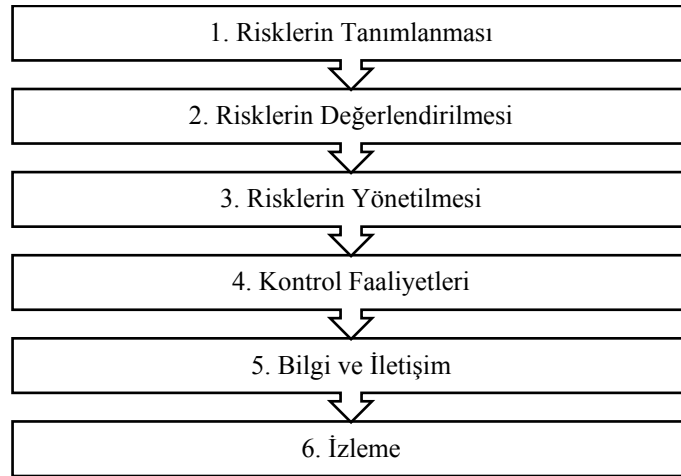 1. Risklerin Tanımlanması
2. Risklerin Değerlendirilmesi
3. Risklerin Yönetilmesi
4. Kontrol Faaliyetleri
5. Bilgi ve İletişim
6. İzleme